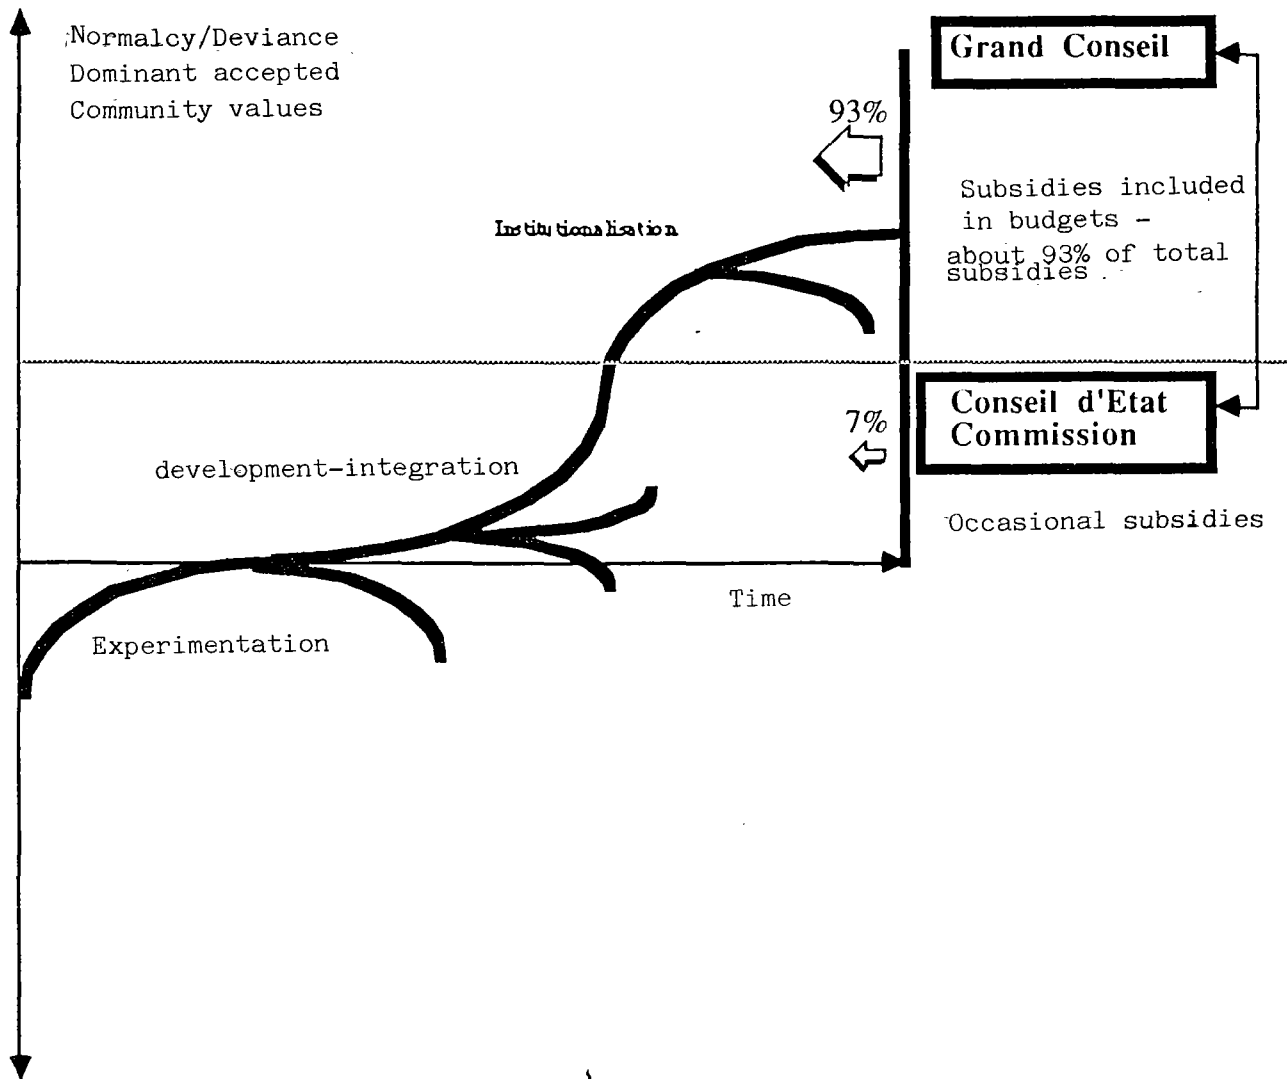 Normalcy/Deviance
Dominant accepted
Community values
Grand Conseil
93%
Subsidies included
in budgets –
about 93% of total
subsidies
Institutionalisation
Conseil d'Etat
Commission
7%
development-integration
Occasional subsidies
Time
Experimentation